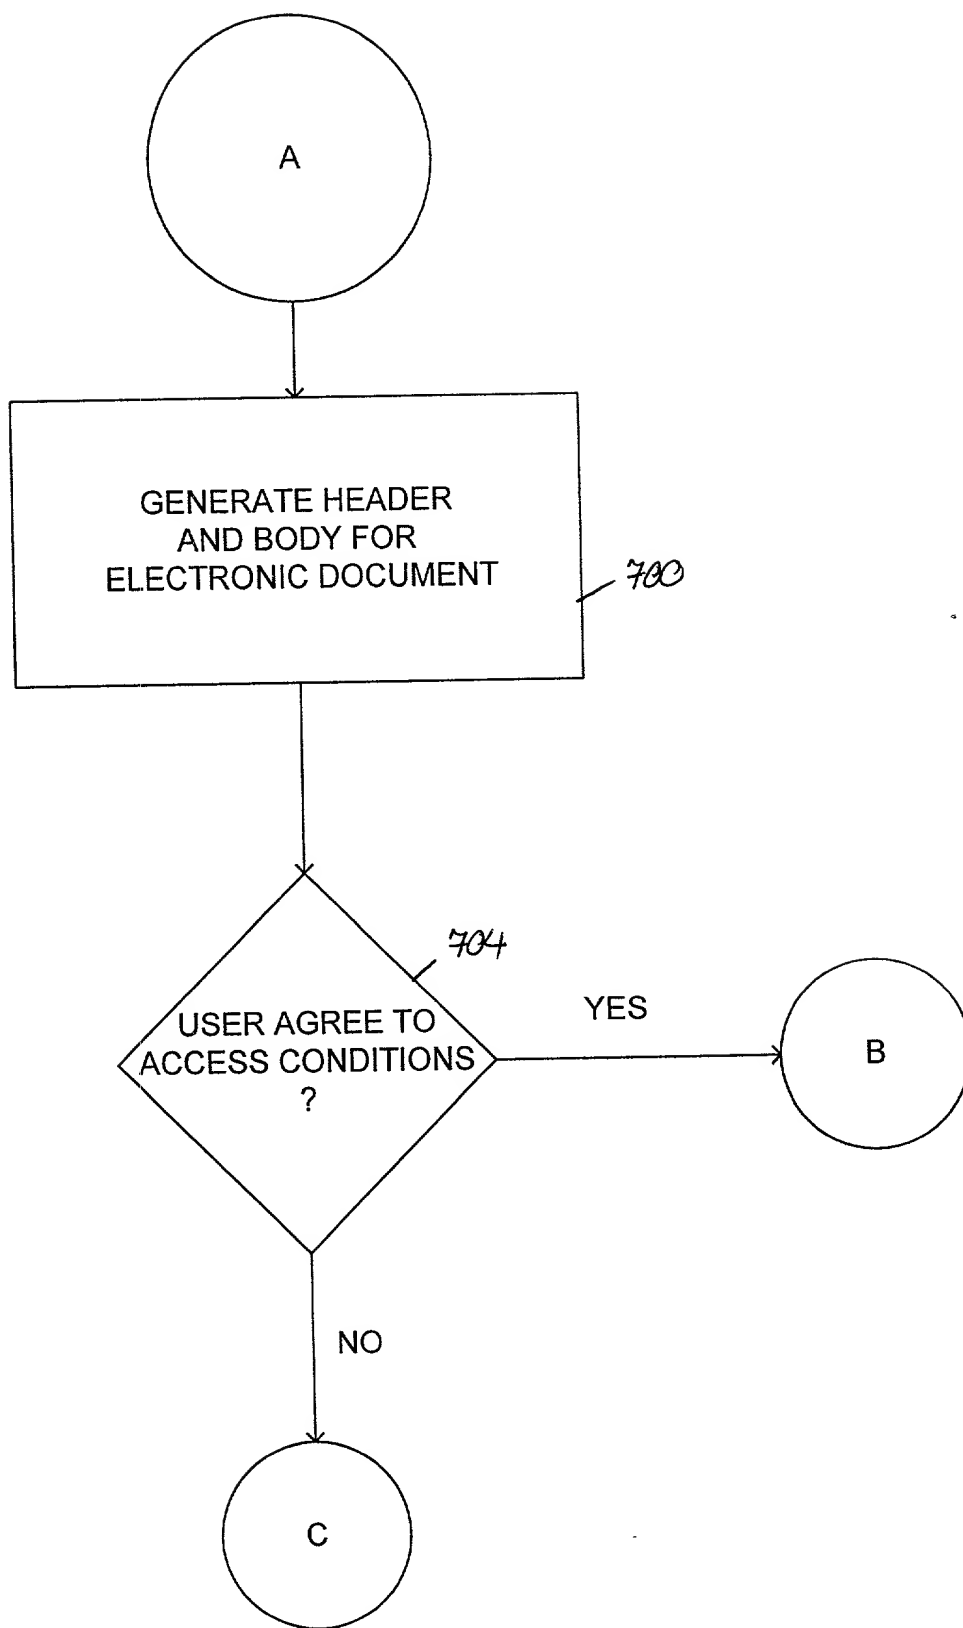 A
GENERATE HEADER
AND BODY FOR
ELECTRONIC DOCUMENT
700
704
USER AGREE TO
ACCESS CONDITIONS
?
YES
B
NO
C